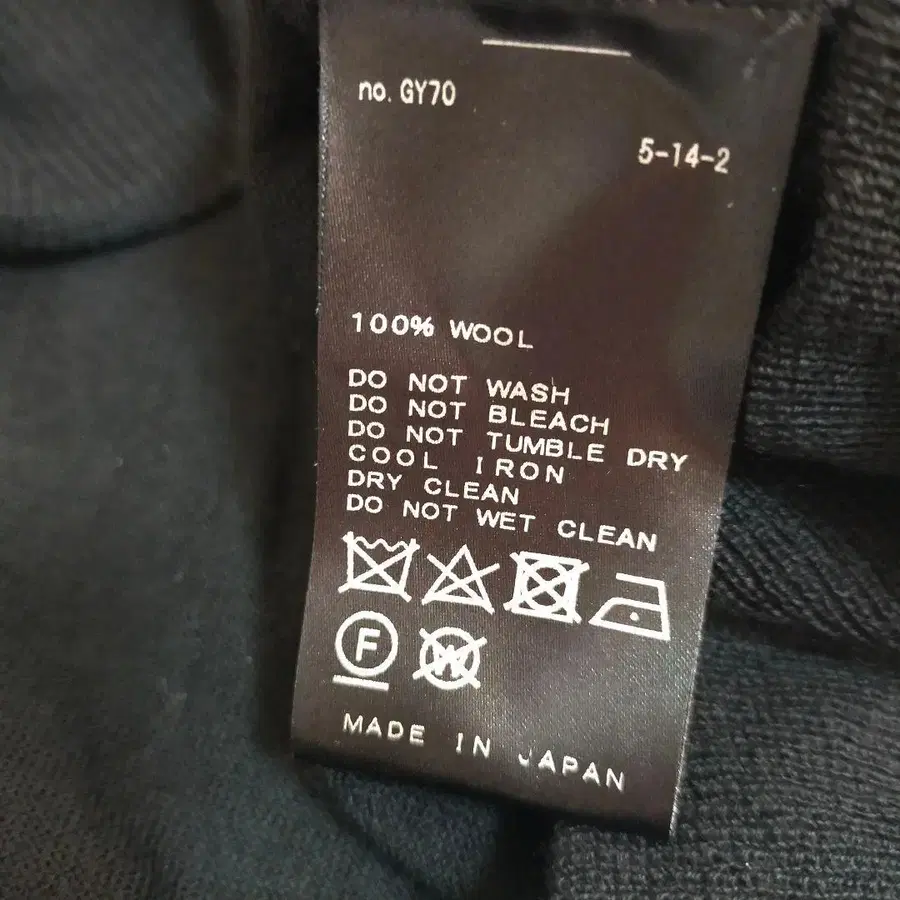 no. GY70
5-14-2
100% WOOL
DO NOT WASH
DO NOT BLEACH
DO NOT TUMBLE DRY
COOL IRON
DRY CLEAN
DO NOT WET CLEAN
F W
MADE IN JAPAN